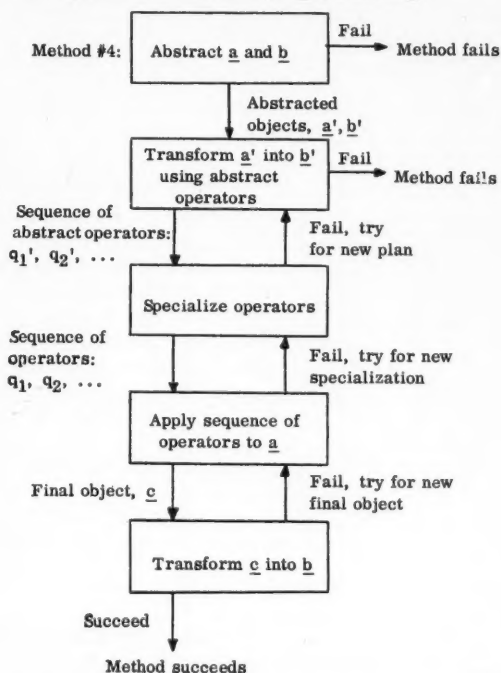 Method #4:
Abstract a and b
Fail
Method fails
Abstracted
objects, a', b'
Transform a' into b'
using abstract
operators
Fail
Method fails
Sequence of
abstract operators:
q1', q2', ...
Fail, try
for new plan
Specialize operators
Sequence of
operators:
q1, q2, ...
Fail, try for new
specialization
Apply sequence of
operators to a
Final object, c
Fail, try for new
final object
Transform c into b
Succeed
Method succeeds